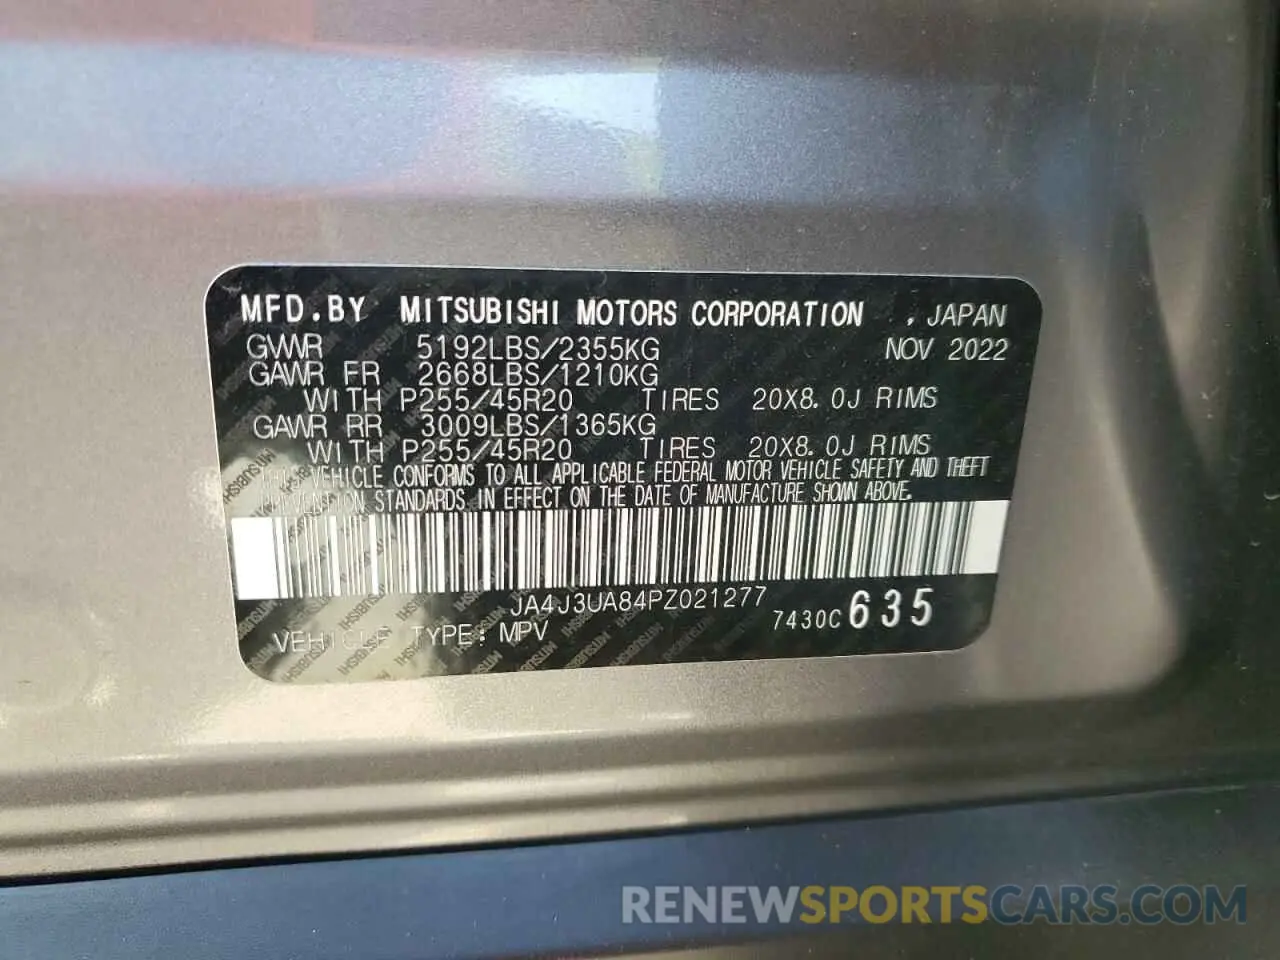 MFD.BY MITSUBISHI MOTORS CORPORATION , JAPAN
GVWR 5192LBS/2355KG NOV 2022
GAWR FR 2668LBS/1210KG
WITH P255/45R20 TIRES 20X8.0J RIMS
GAWR RR 3009LBS/1365KG
WITH P255/45R20 TIRES 20X8.0J RIMS
THIS VEHICLE CONFORMS TO ALL APPLICABLE FEDERAL MOTOR VEHICLE SAFETY AND THEFT
PREVENTION STANDARDS IN EFFECT ON THE DATE OF MANUFACTURE SHOWN ABOVE.
JA4J3UA84PZ021277
7430C 635
VEHICLE TYPE: MPV
RENEWSPORTSCARS.COM